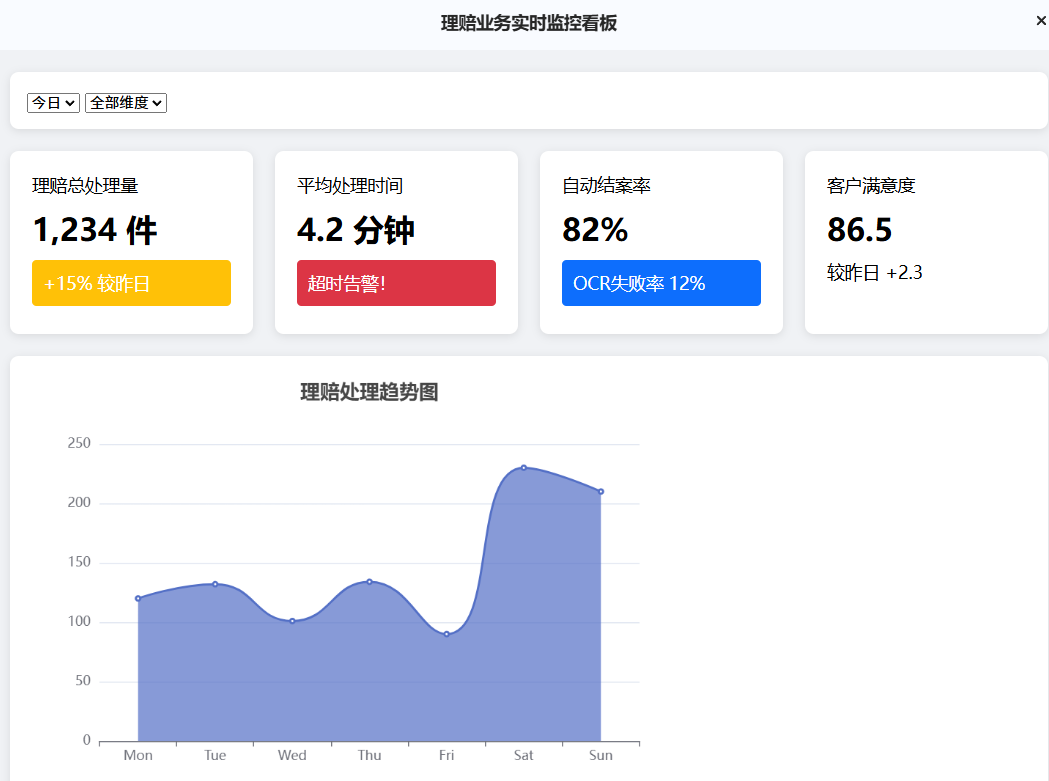 理赔业务实时监控看板
×
今日 全部维度
理赔总处理量
1,234 件
+15% 较昨日
平均处理时间
4.2 分钟
超时告警!
自动结案率
82%
OCR失败率 12%
客户满意度
86.5
较昨日 +2.3
理赔处理趋势图
250
200
150
100
50
0
Mon Tue Wed Thu Fri Sat Sun